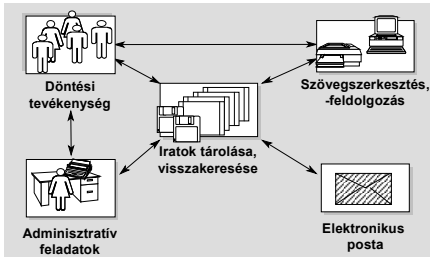 Döntési
tevékenység
Szövegszerkesztés,
-feldolgozás
Iratok tárolása,
visszakeresése
Adminisztratív
feladatok
Elektronikus
posta